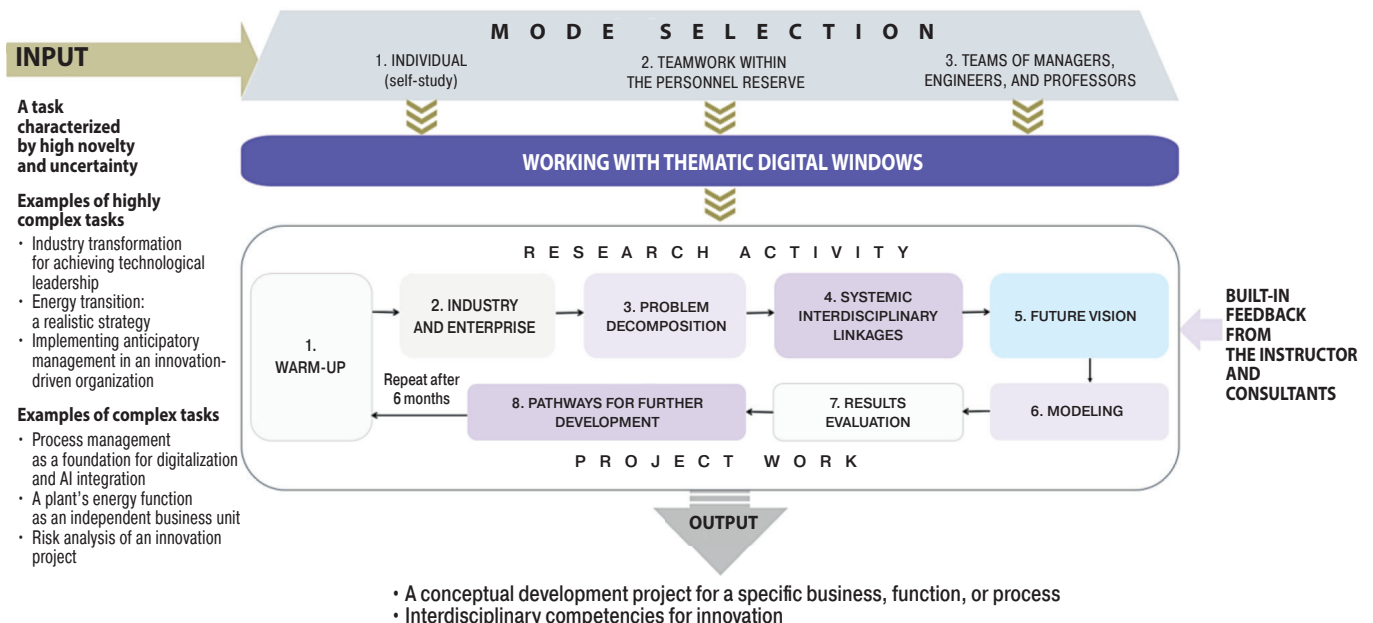 MODE SELECTION
INPUT
1. INDIVIDUAL
(self-study)
2. TEAMWORK WITHIN
THE PERSONNEL RESERVE
3. TEAMS OF MANAGERS,
ENGINEERS, AND PROFESSORS
A task
characterized
by high novelty
and uncertainty
Examples of highly
complex tasks
• Industry transformation
for achieving technological
leadership
• Energy transition:
a realistic strategy
• Implementing anticipatory
management in an innovation-
driven organization
Examples of complex tasks
• Process management
as a foundation for digitalization
and AI integration
• A plant's energy function
as an independent business unit
• Risk analysis of an innovation
project
WORKING WITH THEMATIC DIGITAL WINDOWS
RESEARCH ACTIVITY
1.
WARM-UP
2. INDUSTRY
AND ENTERPRISE
3. PROBLEM
DECOMPOSITION
4. SYSTEMIC
INTERDISCIPLINARY
LINKAGES
5. FUTURE VISION
6. MODELING
7. RESULTS
EVALUATION
8. PATHWAYS FOR FURTHER
DEVELOPMENT
Repeat after
6 months
PROJECT WORK
BUILT-IN
FEEDBACK
FROM
THE INSTRUCTOR
AND
CONSULTANTS
OUTPUT
• A conceptual development project for a specific business, function, or process
• Interdisciplinary competencies for innovation